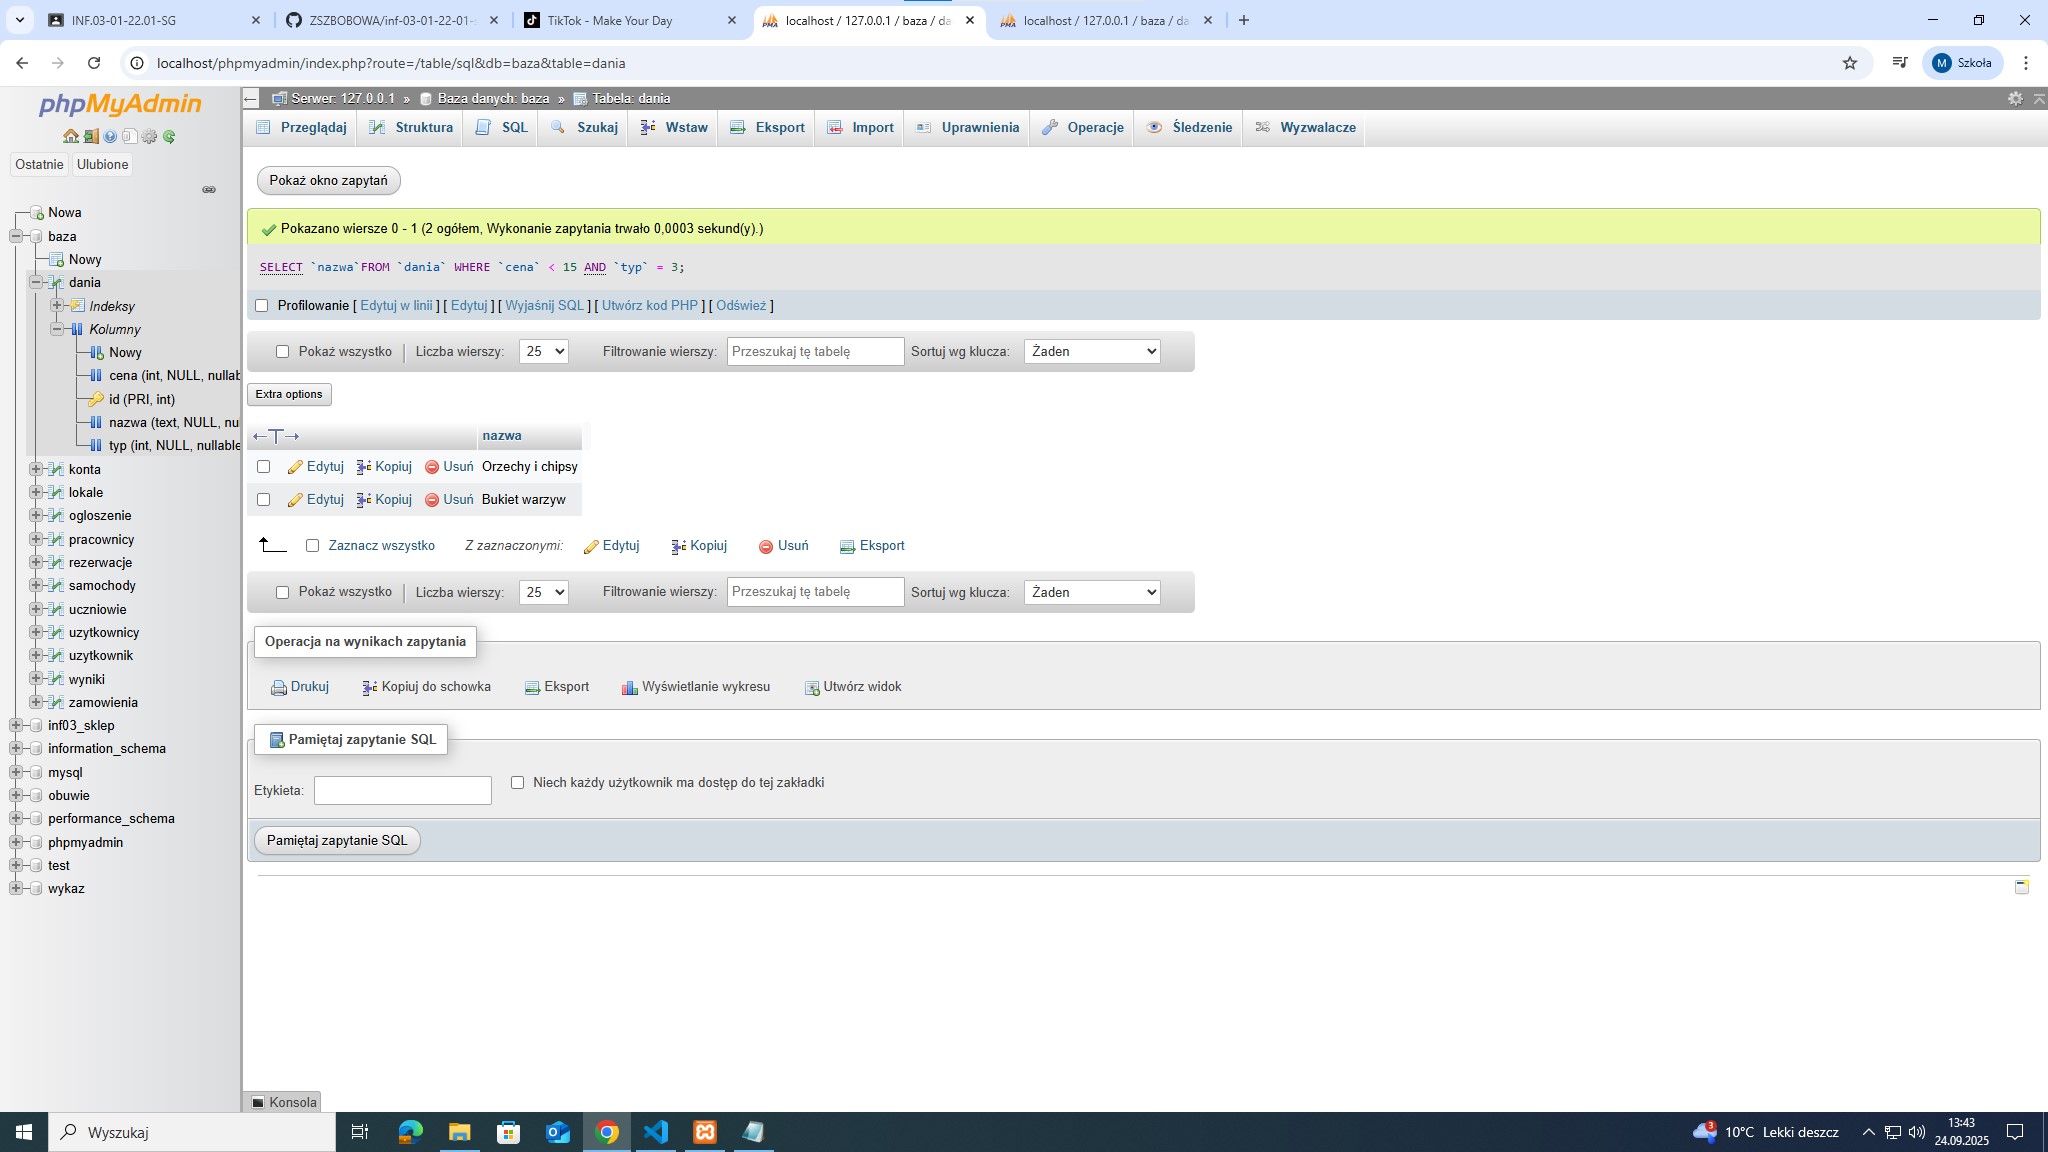 INF.03-01-22.01-SG
ZSZBOBOWA/inf-03-01-22-01-s
TikTok - Make Your Day
localhost / 127.0.0.1 / baza / da
localhost / 127.0.0.1 / baza / da
localhost/phpmyadmin/index.php?route=/table/sql&db=baza&table=dania
M Szkoła
phpMyAdmin
Ostatnie Ulubione
Nowa
baza
Nowy
dania
Indeksy
Kolumny
Nowy
cena (int, NULL, nullab
id (PRI, int)
nazwa (text, NULL, nu
typ (int, NULL, nullable
konta
lokale
ogloszenie
pracownicy
rezerwacje
samochody
uczniowie
uzytkownicy
uzytkownik
wyniki
zamowienia
inf03_sklep
information_schema
mysql
obuwie
performance_schema
phpmyadmin
test
wykaz
Serwer: 127.0.0.1 » Baza danych: baza » Tabela: dania
Przeglądaj Struktura SQL Szukaj Wstaw Eksport Import Uprawnienia Operacje Śledzenie Wyzwalacze
Pokaż okno zapytań
Pokazano wiersze 0 - 1 (2 ogółem, Wykonanie zapytania trwało 0,0003 sekund(y).)
SELECT `nazwa`FROM `dania` WHERE `cena` < 15 AND `typ` = 3;
Profilowanie [ Edytuj w linii ] [ Edytuj ] [ Wyjaśnij SQL ] [ Utwórz kod PHP ] [ Odśwież ]
Pokaż wszystko Liczba wierszy: 25 Filtrowanie wierszy: Przeszukaj tę tabelę Sortuj wg klucza: Żaden
Extra options
←T→ nazwa
Edytuj Kopiuj Usuń Orzechy i chipsy
Edytuj Kopiuj Usuń Bukiet warzyw
Zaznacz wszystko Z zaznaczonymi: Edytuj Kopiuj Usuń Eksport
Pokaż wszystko Liczba wierszy: 25 Filtrowanie wierszy: Przeszukaj tę tabelę Sortuj wg klucza: Żaden
Operacja na wynikach zapytania
Drukuj Kopiuj do schowka Eksport Wyświetlanie wykresu Utwórz widok
Pamiętaj zapytanie SQL
Etykieta: Niech każdy użytkownik ma dostęp do tej zakładki
Pamiętaj zapytanie SQL
Konsola
Wyszukaj
3 10°C Lekki deszcz
13:43
24.09.2025